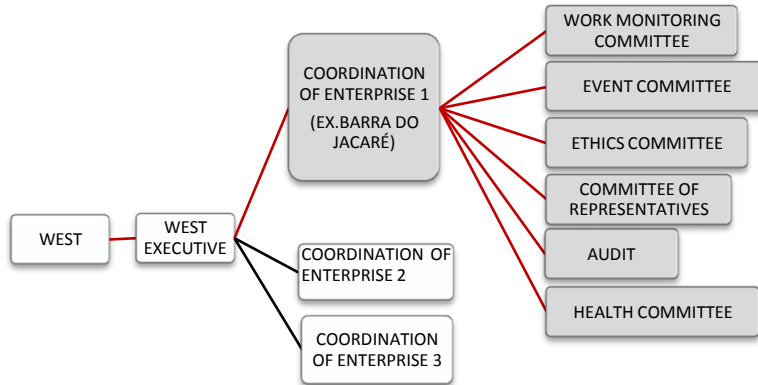 WEST
WEST
EXECUTIVE
COORDINATION
OF ENTERPRISE 1
(EX.BARRA DO
JACARÉ)
COORDINATION OF
ENTERPRISE 2
COORDINATION
OF ENTERPRISE 3
WORK MONITORING
COMMITTEE
EVENT COMMITTEE
ETHICS COMMITTEE
COMMITTEE OF
REPRESENTATIVES
AUDIT
HEALTH COMMITTEE